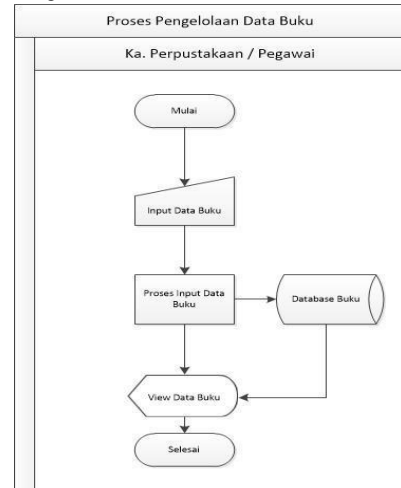 Proses Pengelolaan Data Buku
Ka. Perpustakaan / Pegawai
Mulai
Input Data Buku
Proses Input Data
Buku
Database Buku
View Data Buku
Selesai